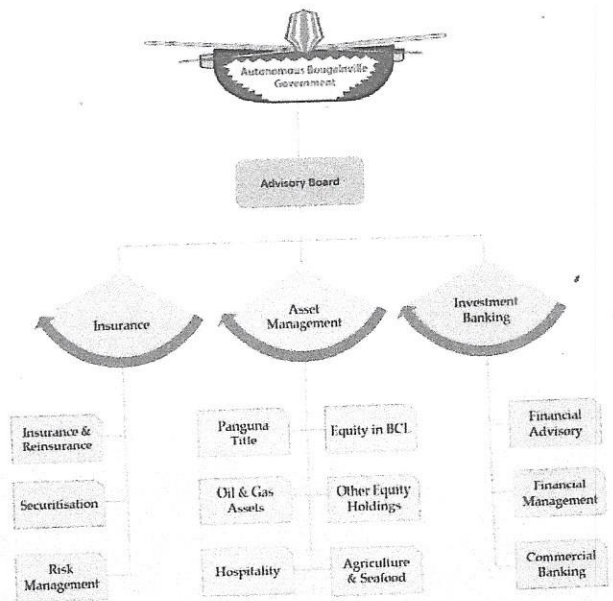 Autonomous Bougainville
Government
Advisory Board
Insurance
Asset
Management
Investment
Banking
Insurance &
Reinsurance
Securitisation
Risk
Management
Panguna
Title
Equity in BCL
Oil & Gas
Assets
Other Equity
Holdings
Hospitality
Agriculture
& Seafood
Financial
Advisory
Financial
Management
Commercial
Banking